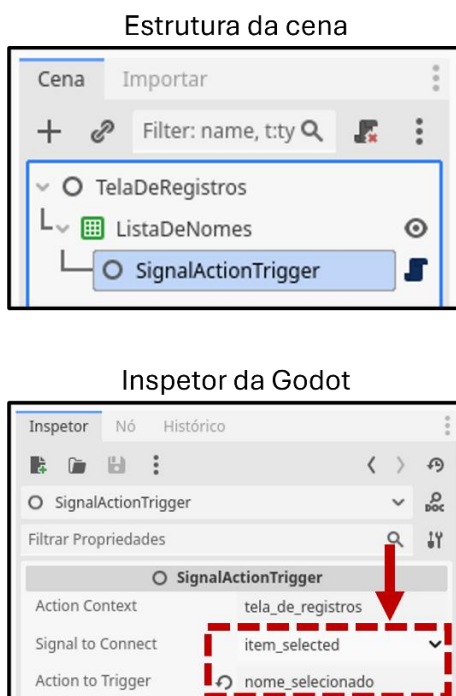 Estrutura da cena
Cena Importar
Filter: name, t:ty
TelaDeRegistros
ListaDeNomes
SignalActionTrigger
Inspetor da Godot
Inspetor Nó Histórico
SignalActionTrigger
DOC
Filtrar Propriedades
SignalActionTrigger
Action Context tela_de_registros
Signal to Connect item_selected
Action to Trigger nome_selecionado